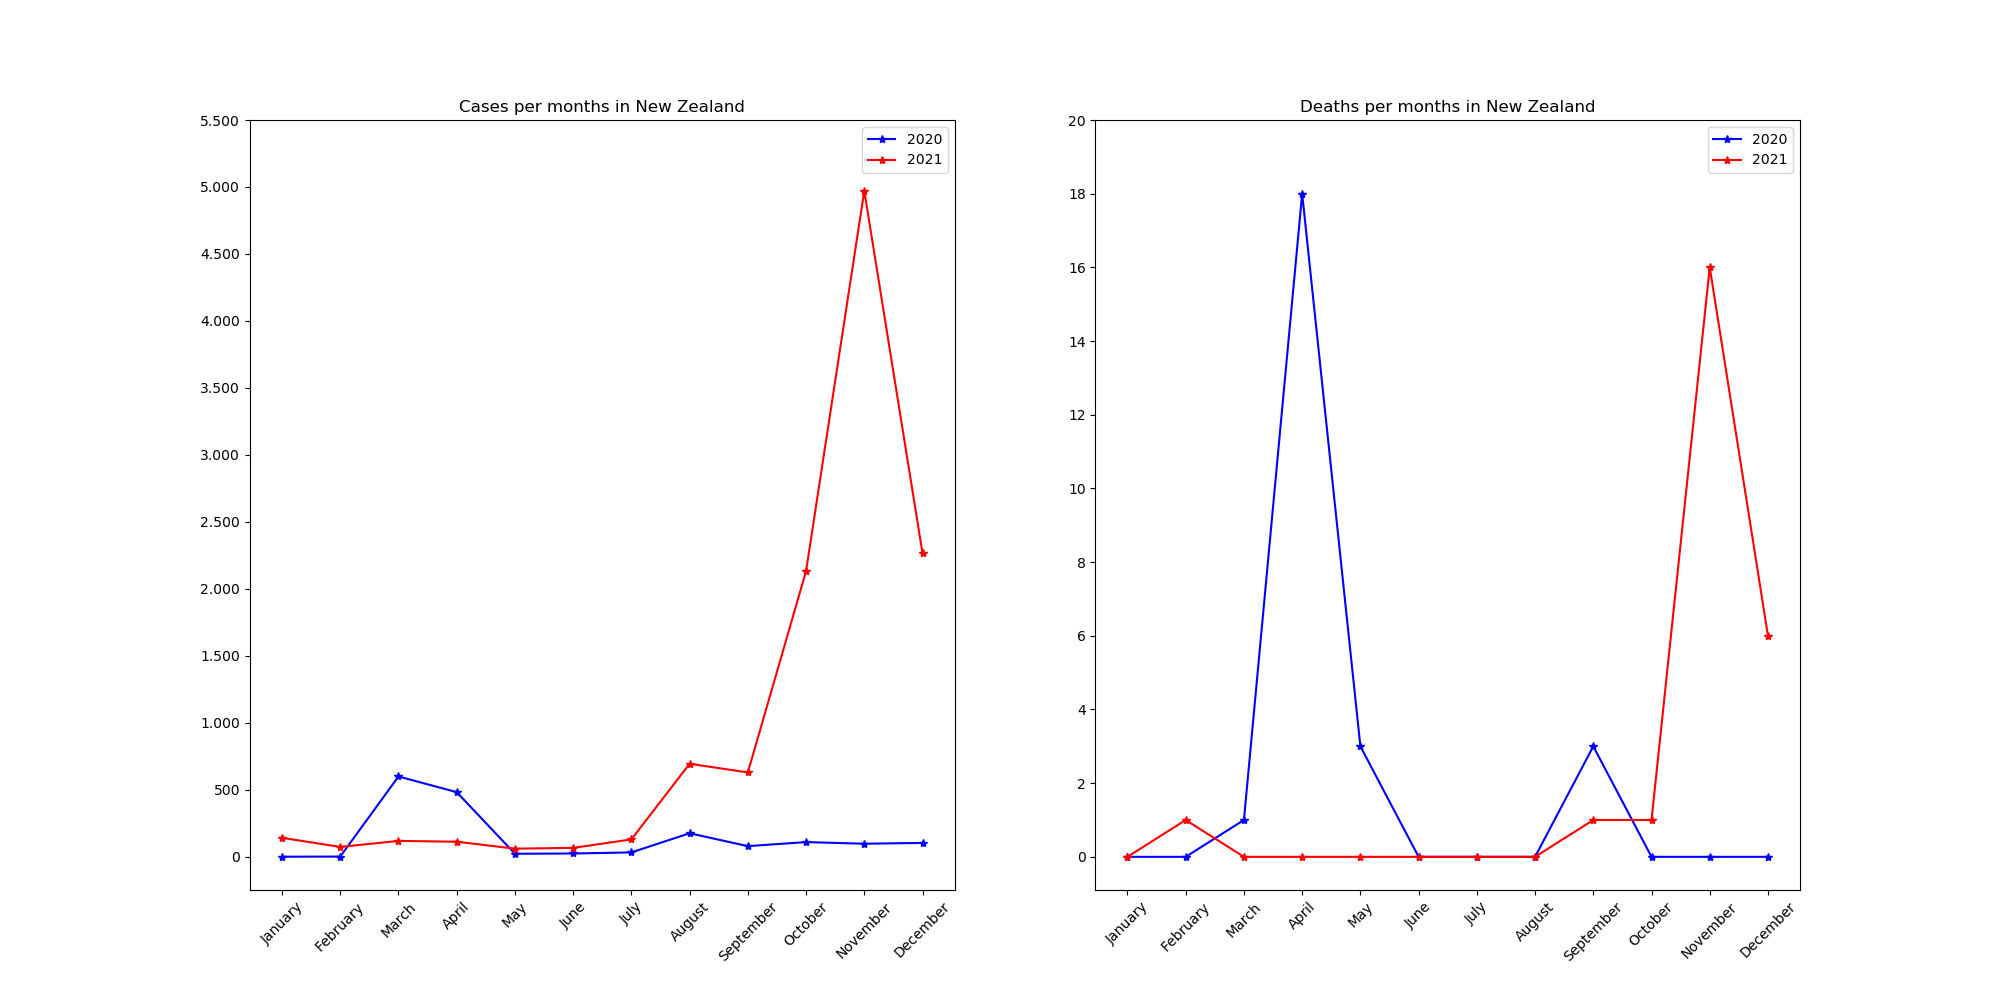 Cases per months in New Zealand
5.500
5.000
4.500
4.000
3.500
3.000
2.500
2.000
1.500
1.000
500
0
2020
2021
January
February
March
April
May
June
July
August
September
October
November
December
Deaths per months in New Zealand
20
18
16
14
12
10
8
6
4
2
0
2020
2021
January
February
March
April
May
June
July
August
September
October
November
December